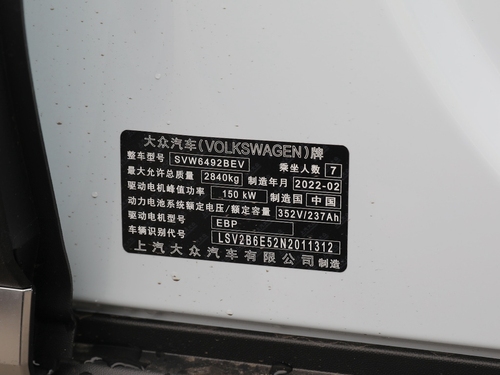 大众汽车(VOLKSWAGEN)牌
整车型号 SVW6492BEV 乘坐人数 7
最大允许总质量 2840kg 制造年月 2022-02
驱动电机峰值功率 150 kW 制造国 中国
动力电池系统额定电压/额定容量 352V/237Ah
驱动电机型号 EBP
车辆识别代号 LSV2B6E52N2011312
上汽大众汽车有限公司 制造